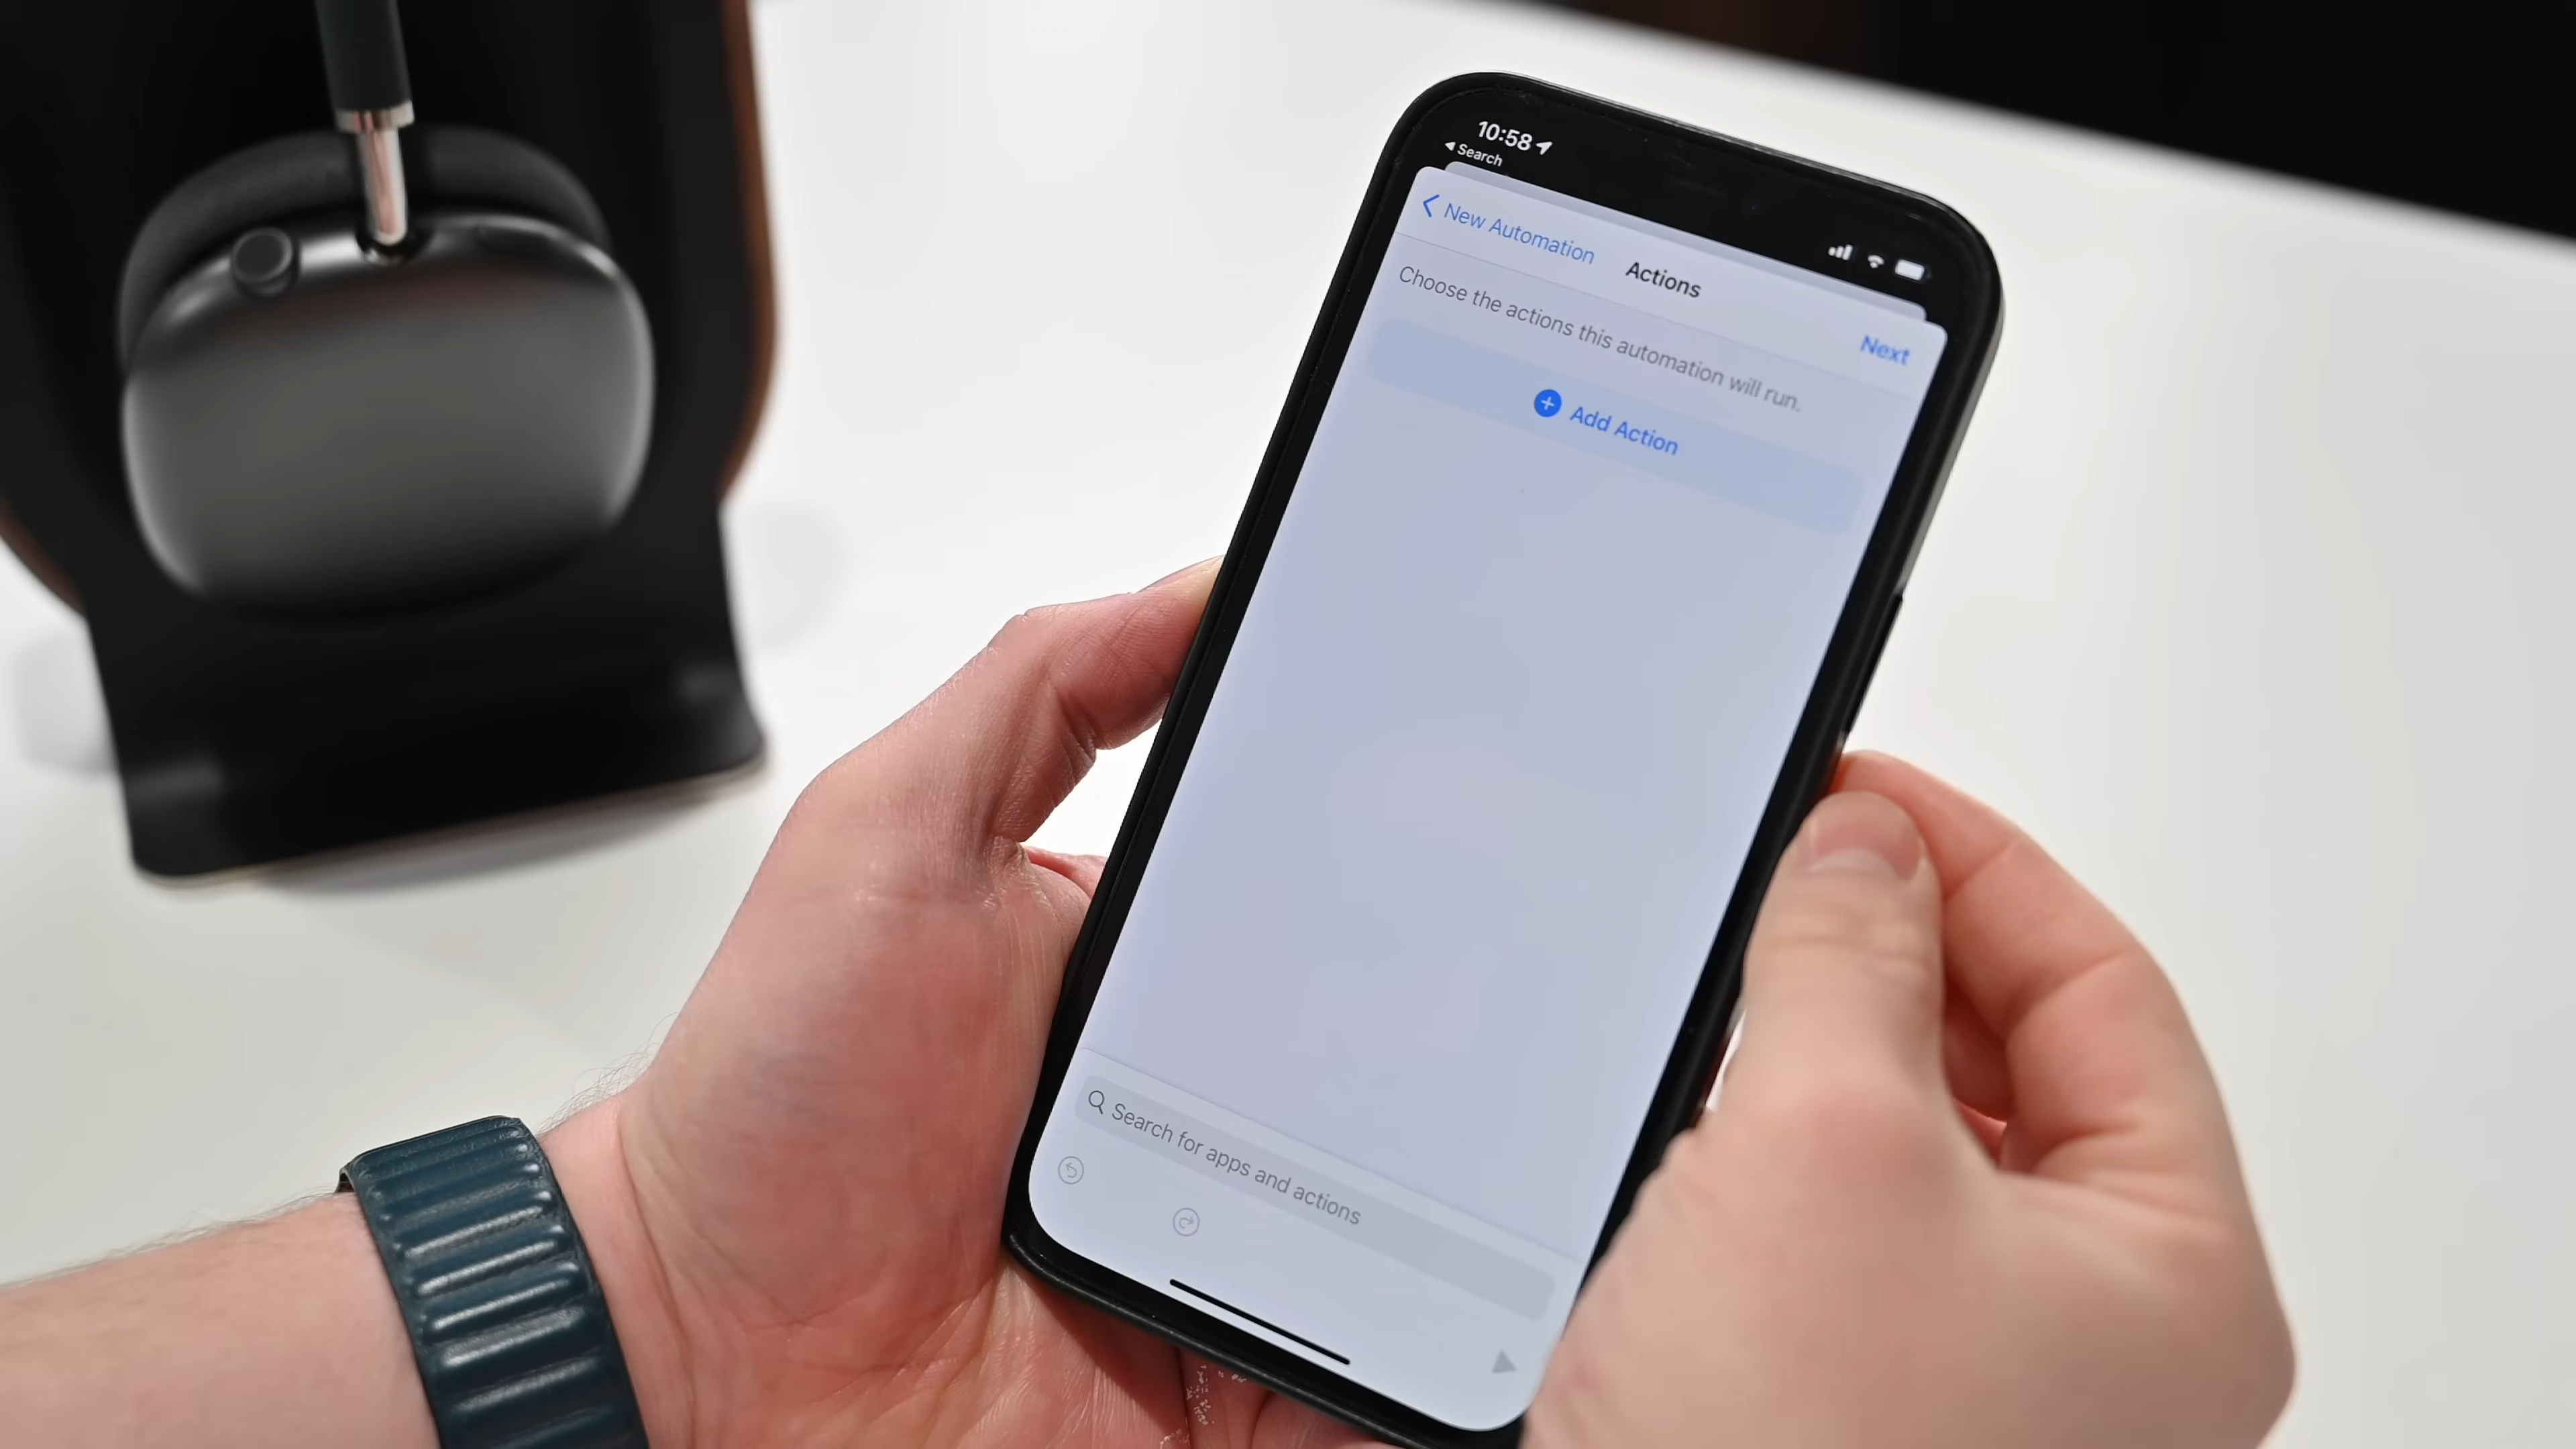 10:58
Search
New Automation
Actions
Next
Choose the actions this automation will run.
Add Action
Search for apps and actions